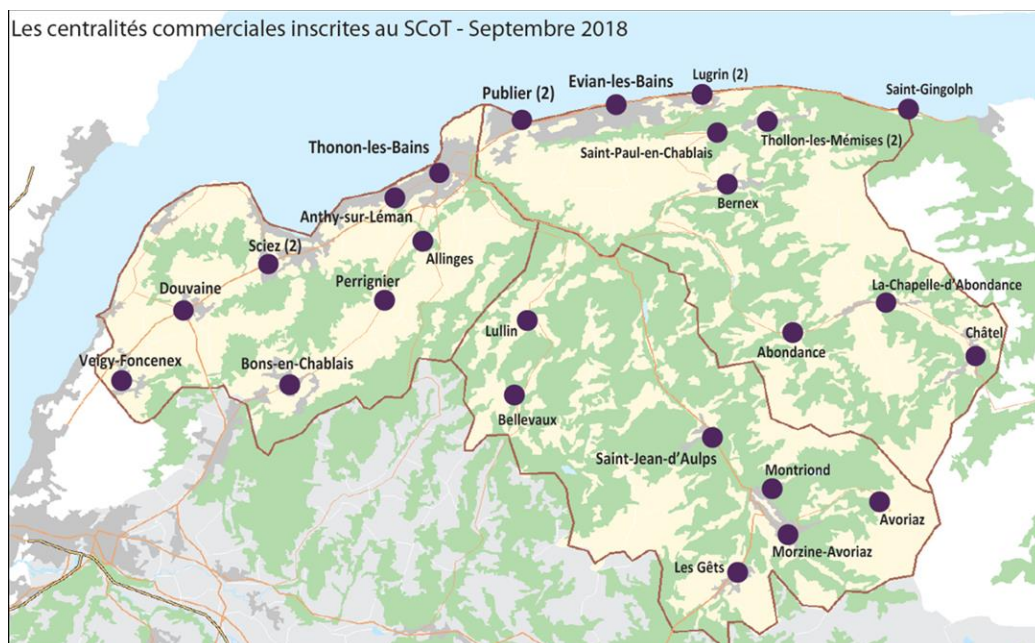 Les centralités commerciales inscrites au SCoT - Septembre 2018
Lugrin (2)
Evian-les-Bains
Saint-Gingolph
Publier (2)
Thollon-les-Mémises (2)
Saint-Paul-en-Chablais
Thonon-les-Bains
Bernex
Anthy-sur-Léman
Sciez (2)
Allinges
Perrignier
Douvaine
La-Chapelle-d'Abondance
Lullin
Châtel
Abondance
Veigy-Foncenex
Bons-en-Chablais
Bellevaux
Saint-Jean-d'Aulps
Montriond
Avoriaz
Morzine-Avoriaz
Les Gêts